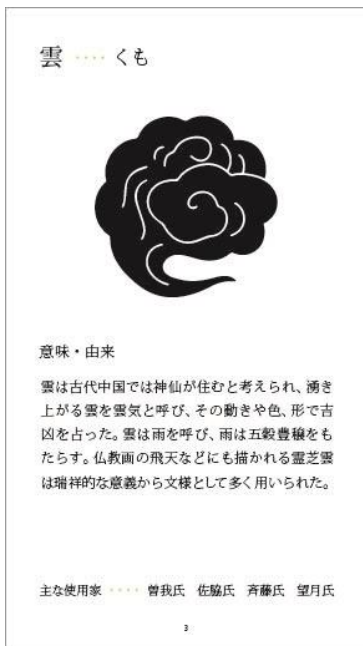 雲 ････ くも
意味・由来
雲は古代中国では神仙が住むと考えられ、湧き
上がる雲を雲気と呼び、その動きや色、形で吉
凶を占った。雲は雨を呼び、雨は五穀豊穣をも
たらす。仏教画の飛天などにも描かれる霊芝雲
は瑞祥的な意義から文様として多く用いられた。
主な使用家 ････ 曽我氏　佐脇氏　斉藤氏　望月氏
3